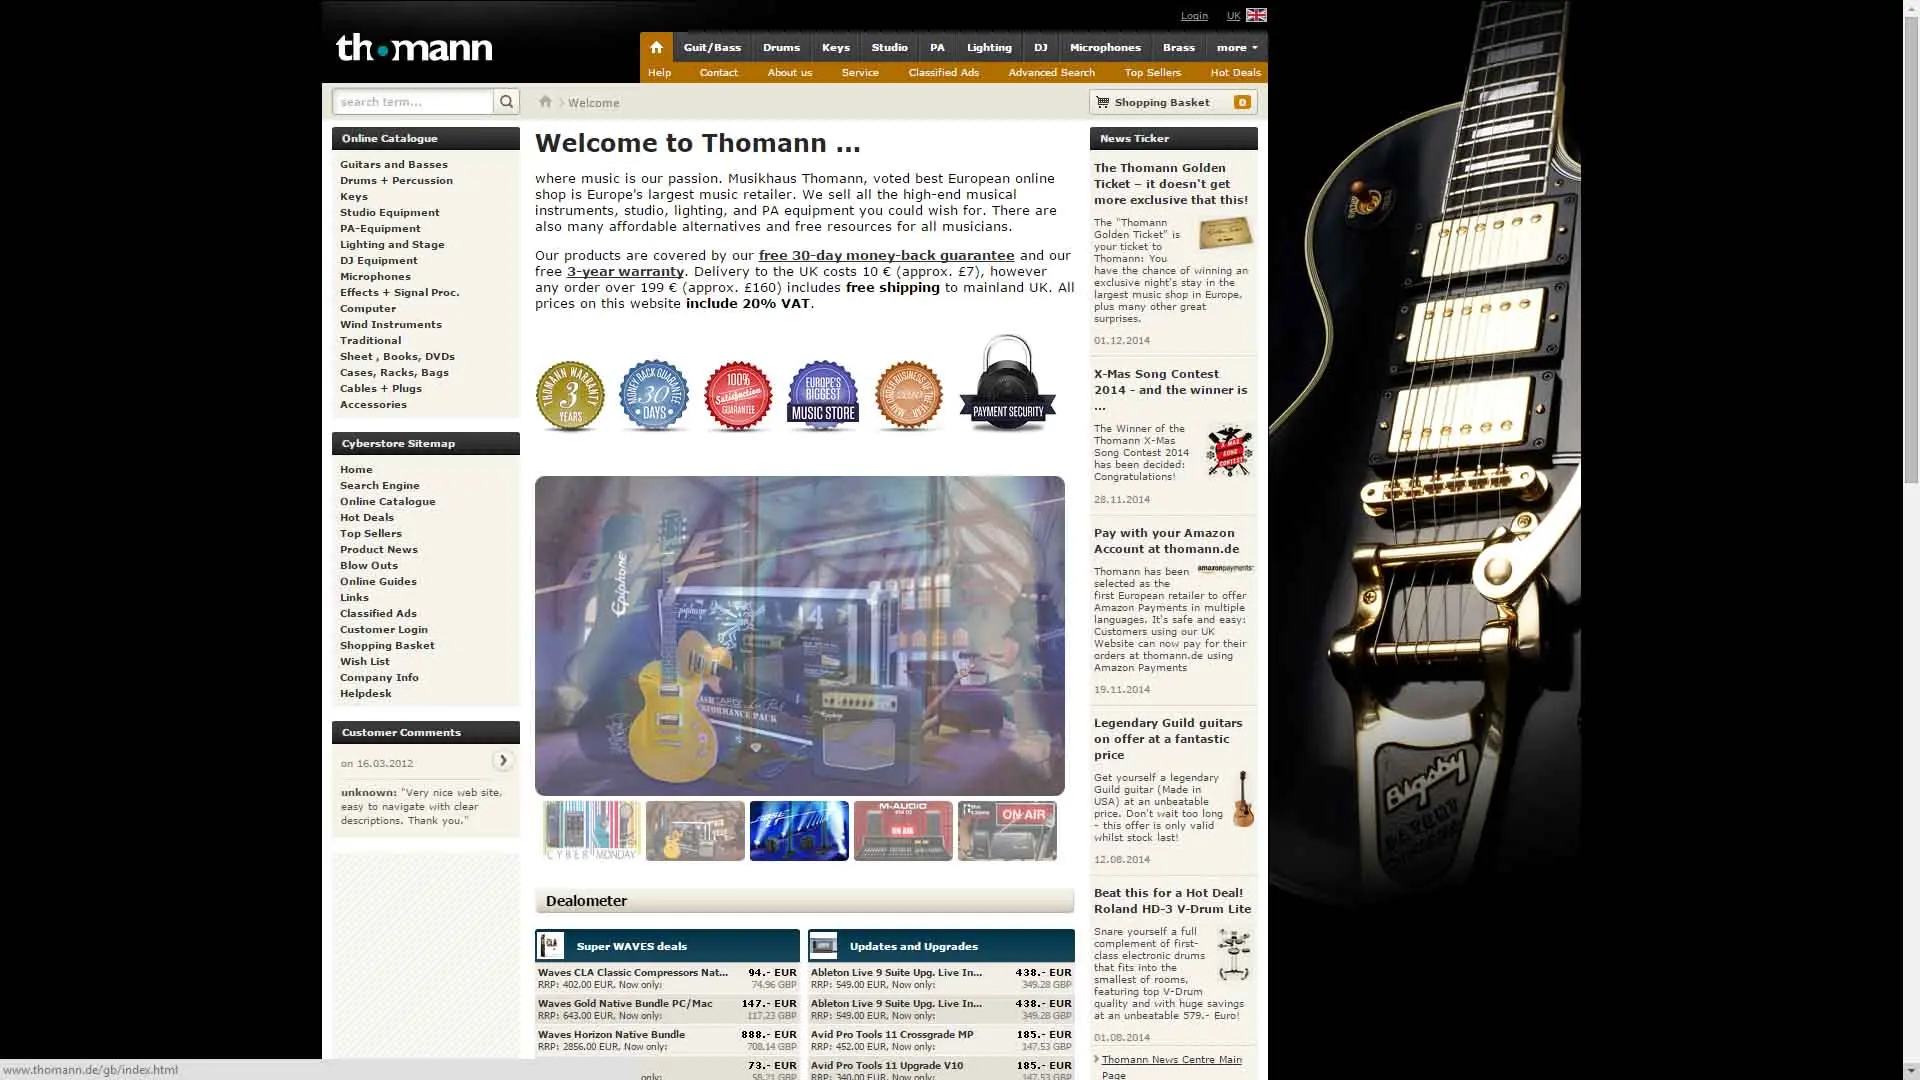 Login UK
thomann
Guit/Bass Drums Keys Studio PA Lighting DJ Microphones Brass more
Help Contact About us Service Classified Ads Advanced Search Top Sellers Hot Deals
search term...
Welcome
Shopping Basket 0
Online Catalogue
Guitars and Basses
Drums + Percussion
Keys
Studio Equipment
PA-Equipment
Lighting and Stage
DJ Equipment
Microphones
Effects + Signal Proc.
Computer
Wind Instruments
Traditional
Sheet , Books, DVDs
Cases, Racks, Bags
Cables + Plugs
Accessories
Cyberstore Sitemap
Home
Search Engine
Online Catalogue
Hot Deals
Top Sellers
Product News
Blow Outs
Online Guides
Links
Classified Ads
Customer Login
Shopping Basket
Wish List
Company Info
Helpdesk
Customer Comments
on 16.03.2012
unknown: "Very nice web site,
easy to navigate with clear
descriptions. Thank you."
Welcome to Thomann ...
where music is our passion. Musikhaus Thomann, voted best European online
shop is Europe's largest music retailer. We sell all the high-end musical
instruments, studio, lighting, and PA equipment you could wish for. There are
also many affordable alternatives and free resources for all musicians.
Our products are covered by our free 30-day money-back guarantee and our
free 3-year warranty. Delivery to the UK costs 10 € (approx. £7), however
any order over 199 € (approx. £160) includes free shipping to mainland UK. All
prices on this website include 20% VAT.
THOMANN WARRANTY
3
YEARS
MONEY BACK GUARANTEE
30
DAYS
100%
Satisfaction
GUARANTEE
EUROPE'S
BIGGEST
MUSIC STORE
MAIL ORDER BUSINESS OF THE YEAR
PAYMENT SECURITY
Epiphone
PERFORMANCE PACK
CYBER MONDAY
M-AUDIO
ON AIR
Dealometer
Super WAVES deals
Waves CLA Classic Compressors Nat... 94.- EUR
RRP: 402.00 EUR, Now only: 74.96 GBP
Waves Gold Native Bundle PC/Mac 147.- EUR
RRP: 643.00 EUR, Now only: 117.23 GBP
Waves Horizon Native Bundle 888.- EUR
RRP: 2856.00 EUR, Now only: 708.14 GBP
73.- EUR
only: 58.21 GBP
Updates and Upgrades
Ableton Live 9 Suite Upg. Live In... 438.- EUR
RRP: 549.00 EUR, Now only: 349.28 GBP
Ableton Live 9 Suite Upg. Live In... 438.- EUR
RRP: 549.00 EUR, Now only: 349.28 GBP
Avid Pro Tools 11 Crossgrade MP 185.- EUR
RRP: 452.00 EUR, Now only: 147.53 GBP
Avid Pro Tools 11 Upgrade V10 185.- EUR
RRP: 340.00 EUR, Now only: 147.53 GBP
News Ticker
The Thomann Golden
Ticket – it doesn't get
more exclusive that this!
The "Thomann
Golden Ticket" is
your ticket to
Thomann: You
have the chance of winning an
exclusive night's stay in the
largest music shop in Europe,
plus many other great
surprises.
01.12.2014
X-Mas Song Contest
2014 - and the winner is
...
The Winner of the
Thomann X-Mas
Song Contest 2014
has been decided:
Congratulations!
X-MAS
SONG
CONTEST
28.11.2014
Pay with your Amazon
Account at thomann.de
amazonpayments
Thomann has been
selected as the
first European retailer to offer
Amazon Payments in multiple
languages. It's safe and easy:
Customers using our UK
Website can now pay for their
orders at thomann.de using
Amazon Payments
19.11.2014
Legendary Guild guitars
on offer at a fantastic
price
Get yourself a legendary
Guild guitar (Made in
USA) at an unbeatable
price. Don't wait too long
- this offer is only valid
whilst stock last!
12.08.2014
Beat this for a Hot Deal!
Roland HD-3 V-Drum Lite
Snare yourself a full
complement of first-
class electronic drums
that fits into the
smallest of rooms,
featuring top V-Drum
quality and with huge savings
at an unbeatable 579.- Euro!
01.08.2014
Thomann News Centre Main
Page
Bigsby
www.thomann.de/gb/index.html